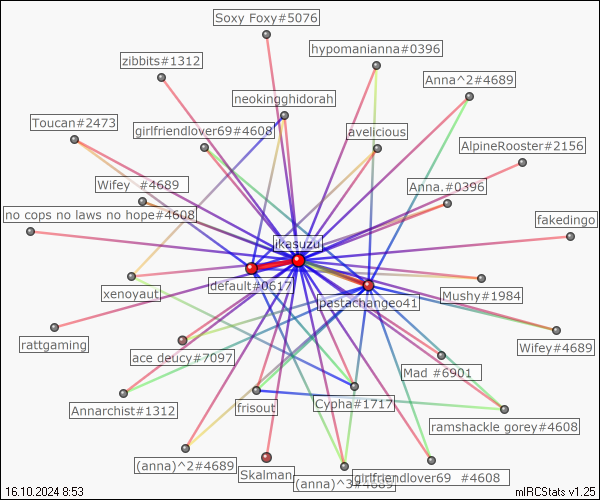 Soxy Foxy#5076
hypomanianna#0396
zibbits#1312
Anna^2#4689
neokingghidorah
Toucan#2473
girlfriendlover69#4608
avelicious
AlpineRooster#2156
Wifey #4689
Anna.#0396
no cops no laws no hope#4608
fakedingo
ikasuzu
default#0617
xenoyaut
Mushy#1984
pastachangeo41
rattgaming
Wifey#4689
ace deucy#7097
Mad #6901
Annarchist#1312
frisout
Cypha#1717
ramshackle gorey#4608
(anna)^2#4689
Skalman
(anna)^3#4689
girlfriendlover69 #4608
16.10.2024 8:53
mIRCStats v1.25